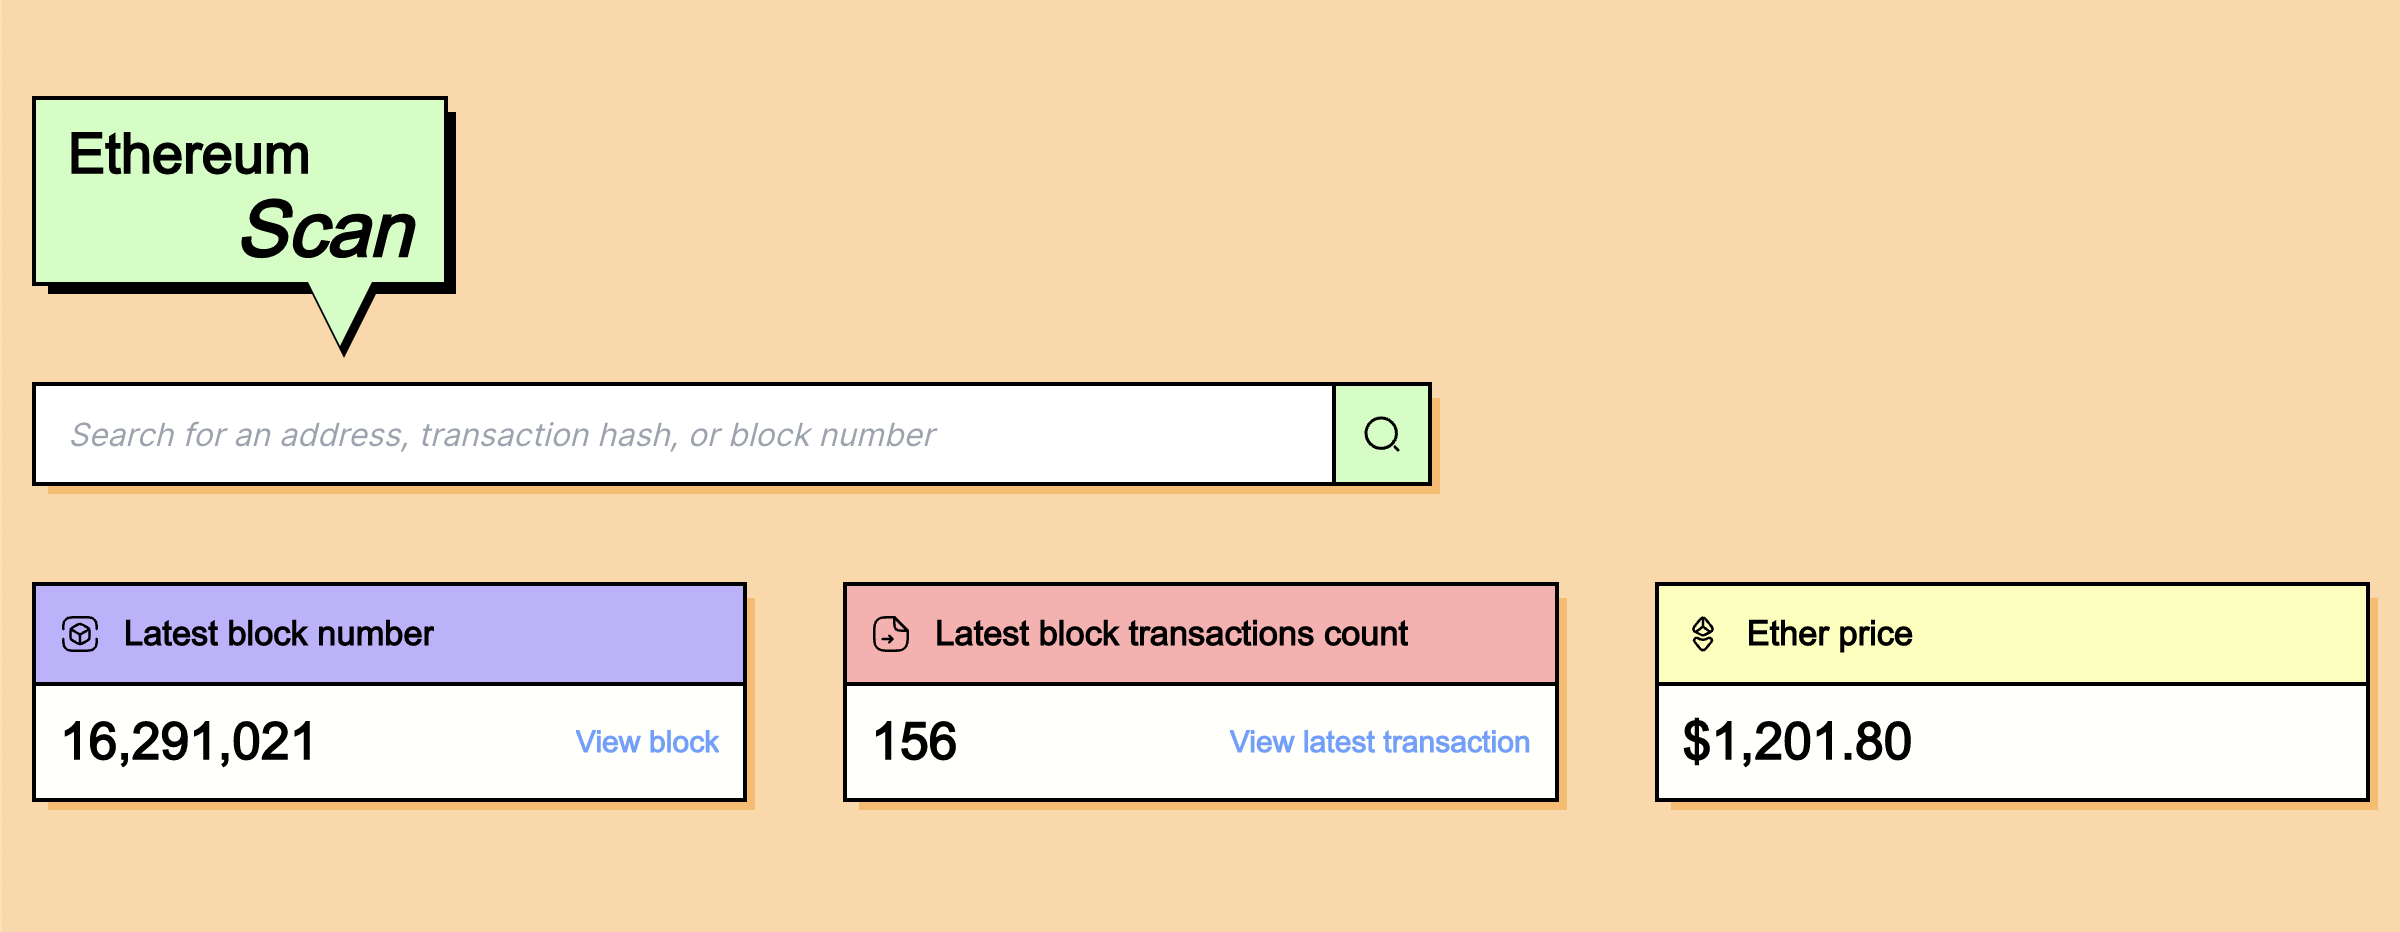 Ethereum
Scan
Search for an address, transaction hash, or block number
Latest block number
16,291,021
View block
Latest block transactions count
156
View latest transaction
Ether price
$1,201.80